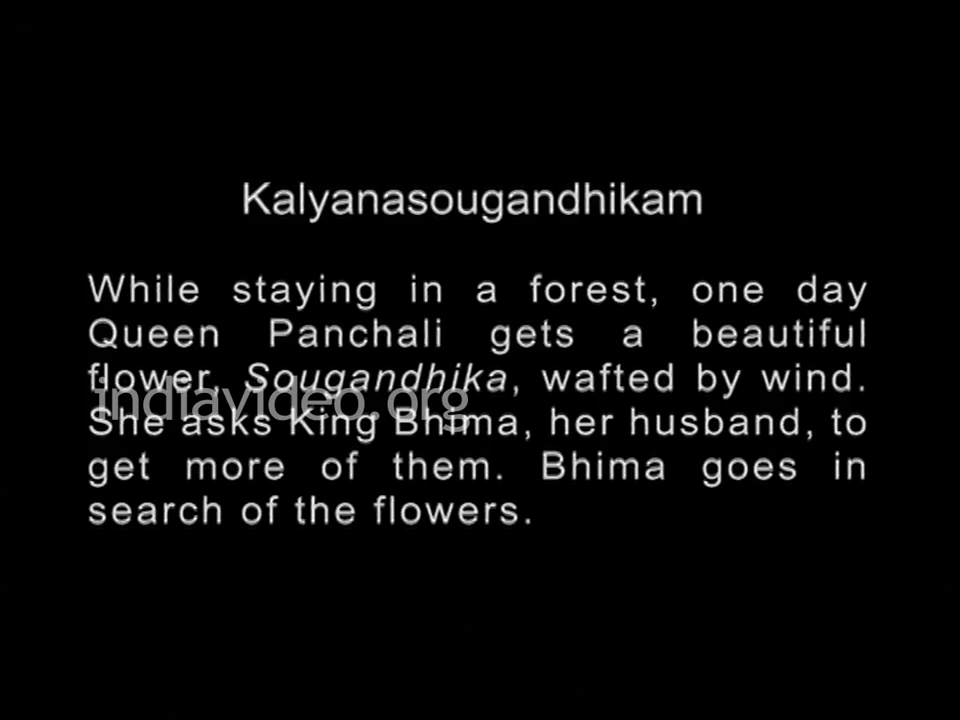 Kalyanasougandhikam
While staying in a forest, one day
Queen Panchali gets a beautiful
flower, Sougandhika, wafted by wind.
indiavideo.org
She asks King Bhima, her husband, to
get more of them. Bhima goes in
search of the flowers.